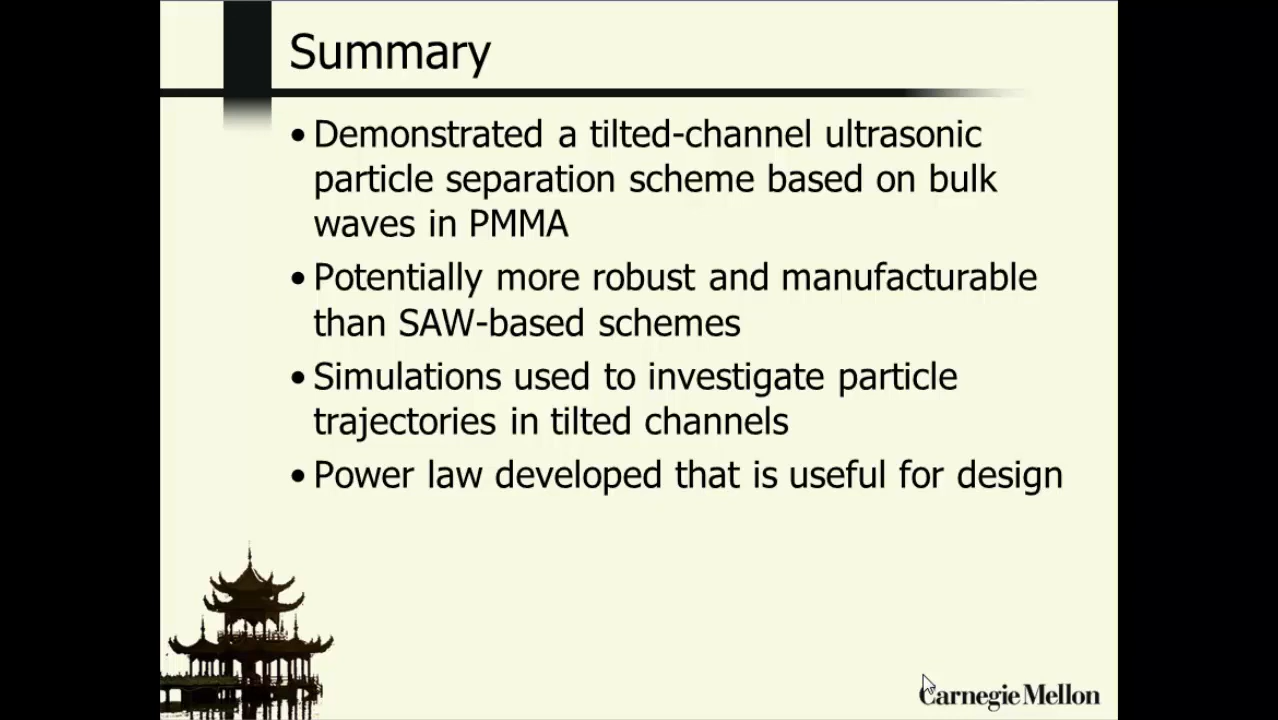 Summary
• Demonstrated a tilted-channel ultrasonic
particle separation scheme based on bulk
waves in PMMA
• Potentially more robust and manufacturable
than SAW-based schemes
• Simulations used to investigate particle
trajectories in tilted channels
• Power law developed that is useful for design
Carnegie Mellon